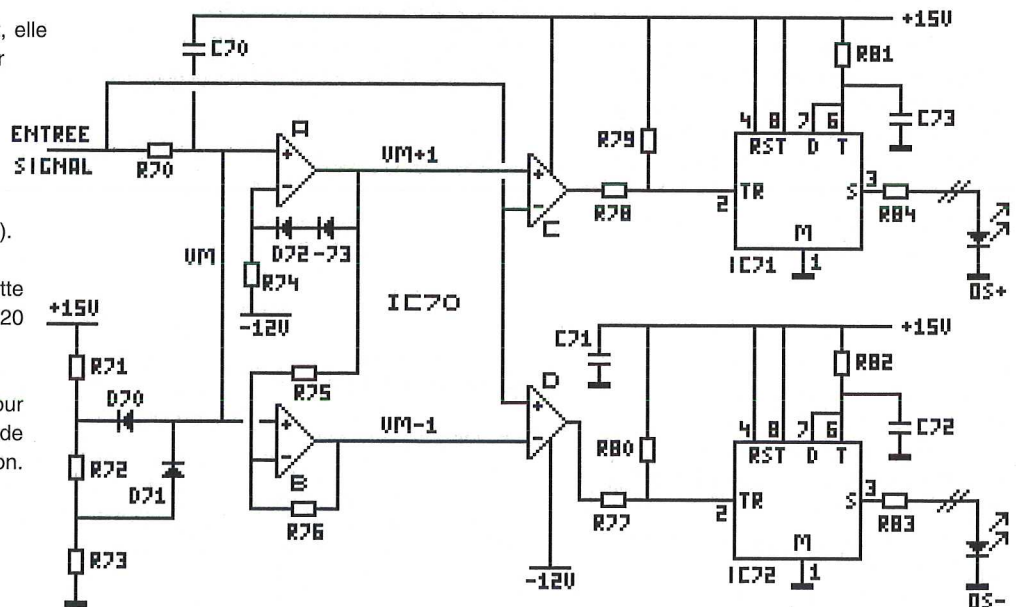 , elle
r
).
tte
20
our
de
on.
+15V
C70
R81
ENTREE
SIGNAL
R70
A
+
-
VM+1
R79
4 8 7 6
RST D T
C73
+
-
C
R78
2
TR
S
3
R84
M
1
IC71
DS+
D72-73
R74
-12V
VM
IC70
+15V
R71
D70
R72
D71
R73
R75
+
-
B
R76
VM-1
C71
+15V
R82
D
+
-
R80
R77
4 8 7 6
RST D T
C72
2
TR
S
3
R83
M
1
IC72
-12V
DS-